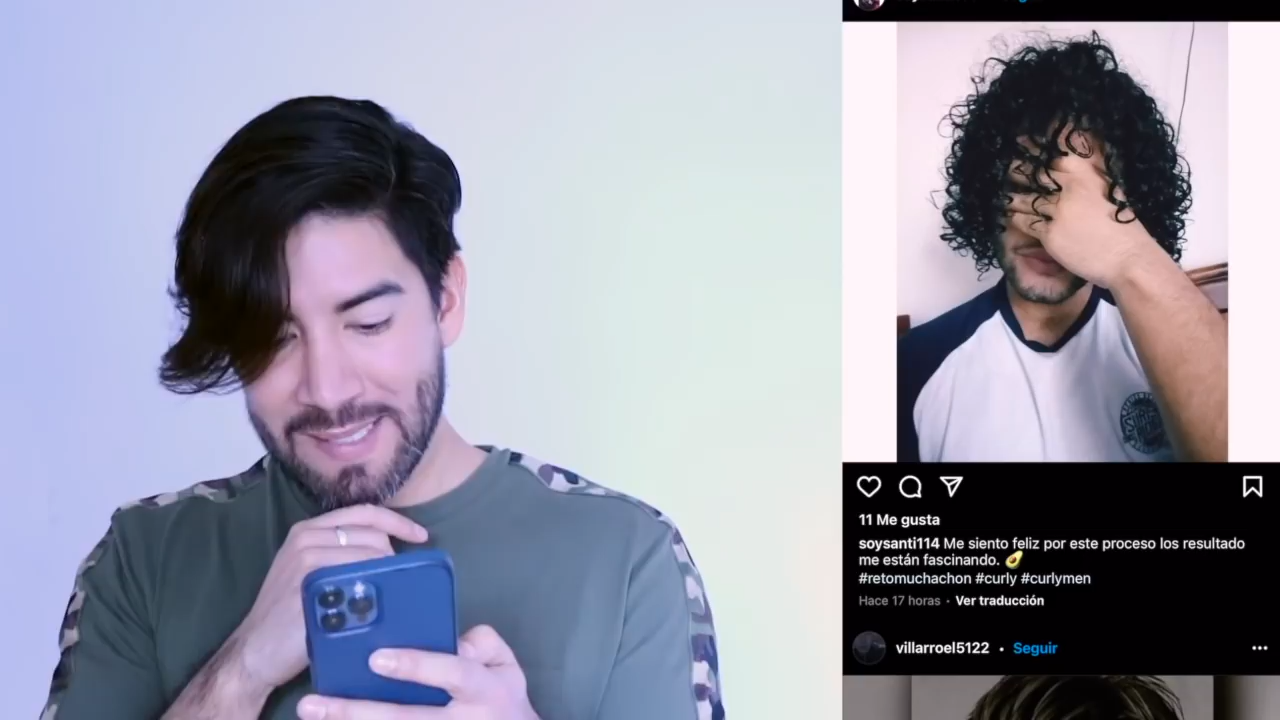 11 Me gusta
soysanti114 Me siento feliz por este proceso los resultado
me están fascinando. 🥑
#retomuchachon #curly #curlymen
Hace 17 horas · Ver traducción
villarroel5122 • Seguir